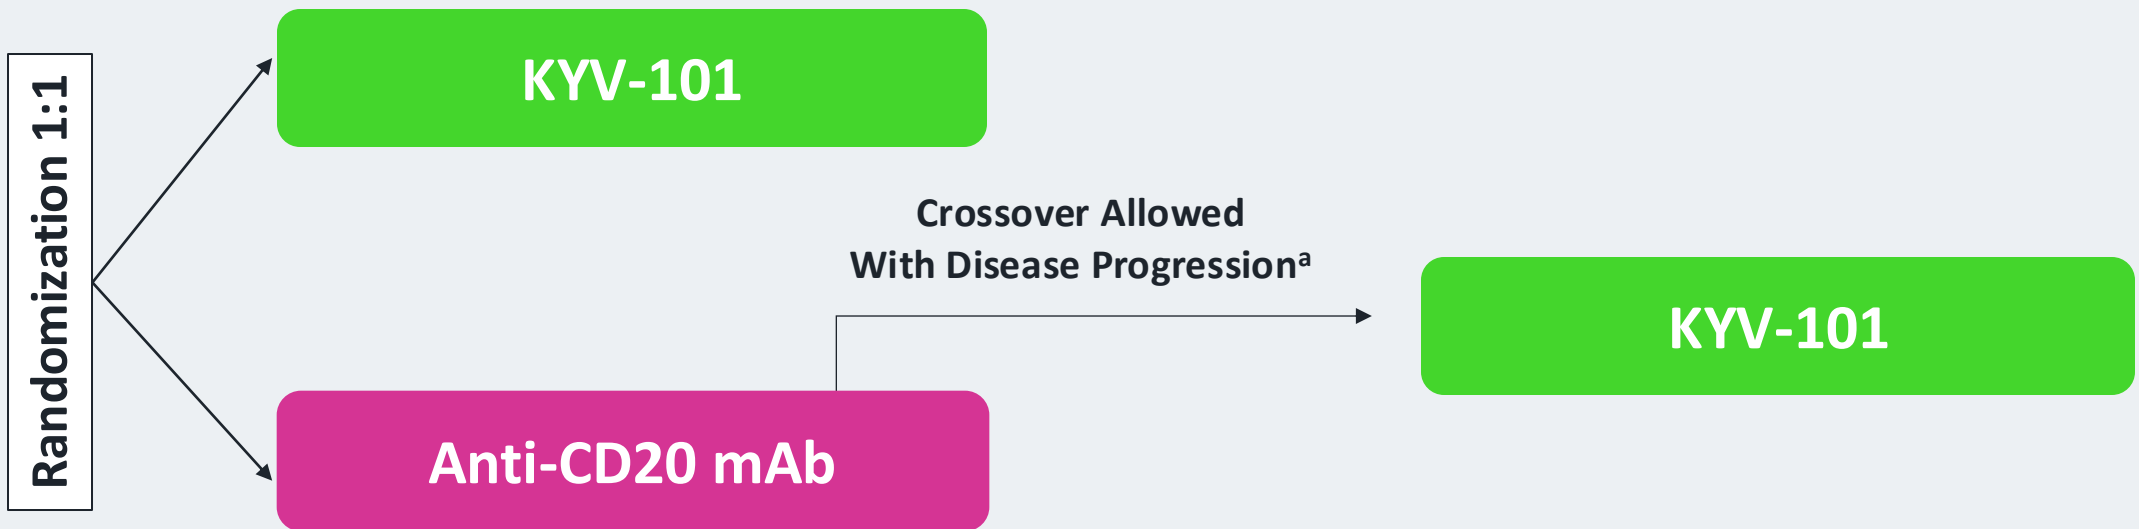 Randomization 1:1
KYV-101
Crossover Allowed
With Disease Progressionᵃ
KYV-101
Anti-CD20 mAb